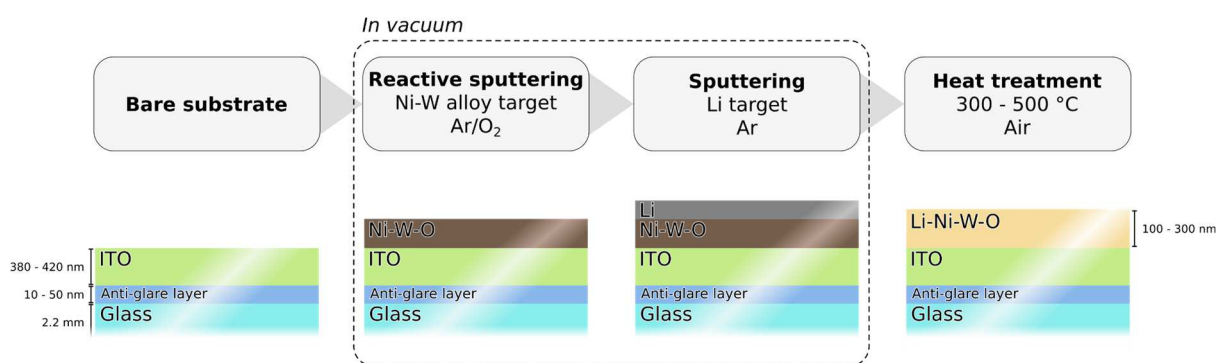 In vacuum
Bare substrate
Reactive sputtering
Ni-W alloy target
Ar/O₂
Sputtering
Li target
Ar
Heat treatment
300 - 500 °C
Air
380 - 420 nm
10 - 50 nm
2.2 mm
ITO
Anti-glare layer
Glass
Ni-W-O
ITO
Anti-glare layer
Glass
Li
Ni-W-O
ITO
Anti-glare layer
Glass
Li-Ni-W-O
ITO
Anti-glare layer
Glass
100 - 300 nm